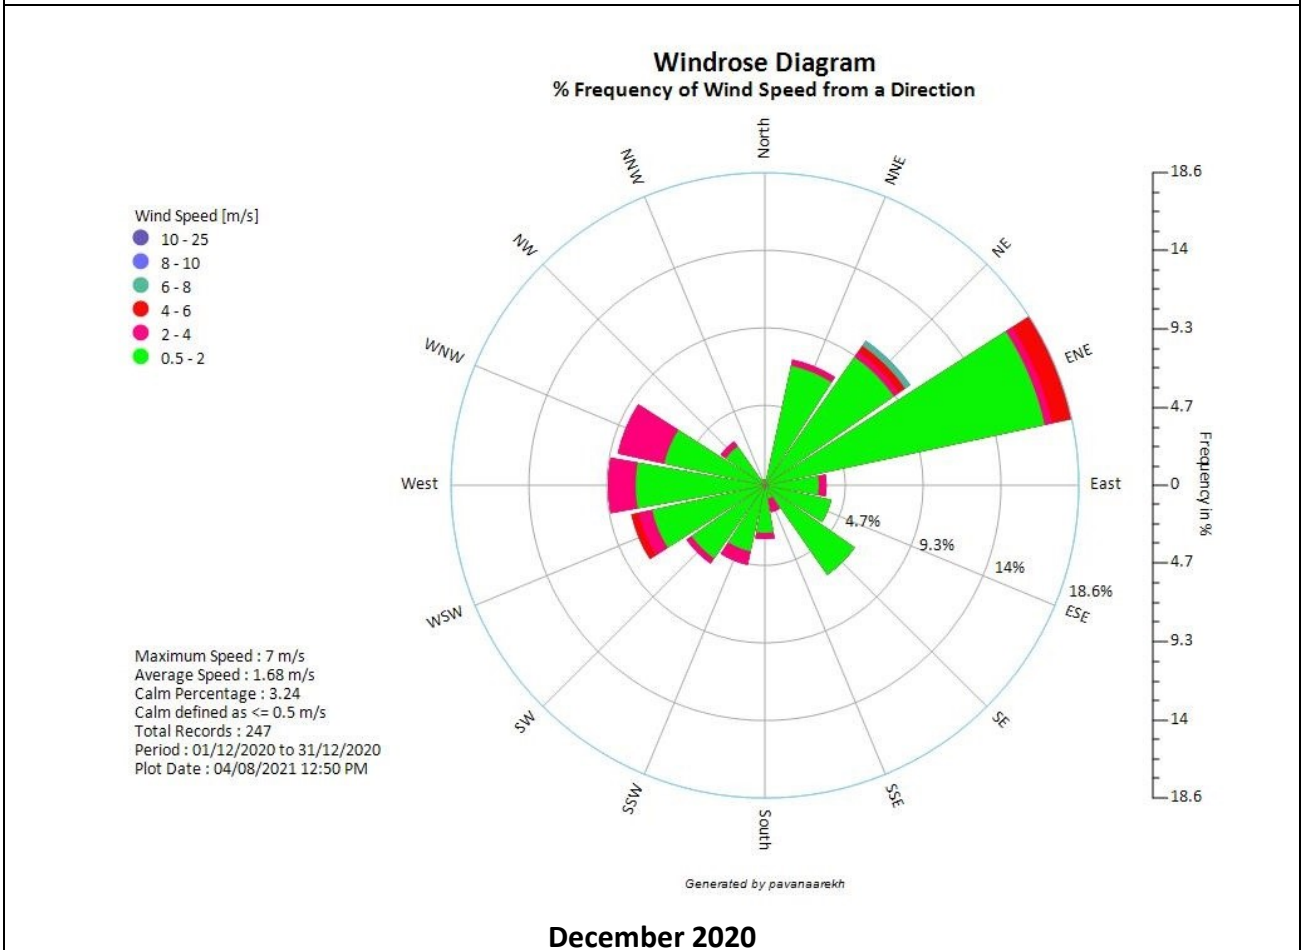 Windrose Diagram
% Frequency of Wind Speed from a Direction
North
NNW
NNE
NW
NE
WNW
ENE
West
East
WSW
ESE
SW
SE
SSW
SSE
South
Wind Speed [m/s]
10 - 25
8 - 10
6 - 8
4 - 6
2 - 4
0.5 - 2
4.7%
9.3%
14%
18.6%
18.6
14
9.3
4.7
0
4.7
9.3
14
18.6
Frequency in %
Maximum Speed : 7 m/s
Average Speed : 1.68 m/s
Calm Percentage : 3.24
Calm defined as <= 0.5 m/s
Total Records : 247
Period : 01/12/2020 to 31/12/2020
Plot Date : 04/08/2021 12:50 PM
Generated by pavanaarekh
December 2020